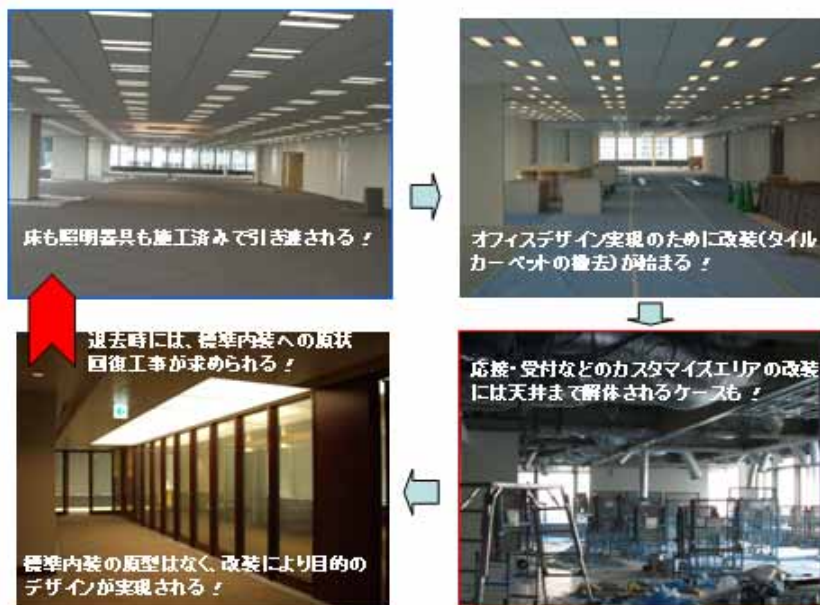 床も照明器具も施工済みで引き渡される！
オフィスデザイン実現のために改装(タイル
カーペットの撤去)が始まる！
応接・受付などのカスタマイズエリアの改装
には天井まで解体されるケースも！
標準内装の原型はなく、改装により目的の
デザインが実現される！
退去時には、標準内装への原状
回復工事が求められる！